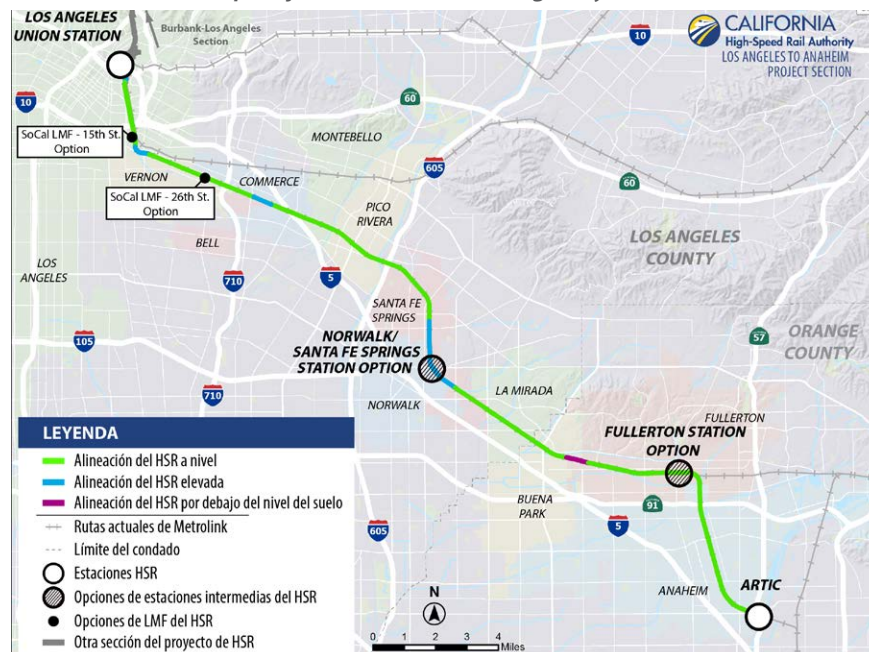 LOS ANGELES
UNION STATION
Burbank-Los Angeles
Section
CALIFORNIA
High-Speed Rail Authority
LOS ANGELES TO ANAHEIM
PROJECT SECTION
10
10
60
SoCal LMF - 15th St.
Option
MONTEBELLO
605
60
VERNON
COMMERCE
SoCal LMF - 26th St.
Option
PICO
RIVERA
BELL
LOS ANGELES
COUNTY
LOS
ANGELES
710
5
SANTA FE
SPRINGS
ORANGE
COUNTY
105
57
NORWALK/
SANTA FE SPRINGS
STATION OPTION
710
LA MIRADA
NORWALK
FULLERTON
FULLERTON STATION
OPTION
LEYENDA
Alineación del HSR a nivel
Alineación del HSR elevada
Alineación del HSR por debajo del nivel del suelo
Rutas actuales de Metrolink
Límite del condado
Estaciones HSR
Opciones de estaciones intermedias del HSR
Opciones de LMF del HSR
Otra sección del proyecto de HSR
BUENA
PARK
91
5
605
ANAHEIM
ARTIC
N
0 1 2 3 4
Miles